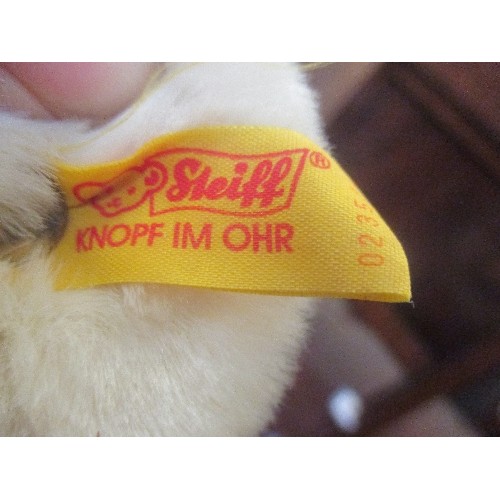 Steiff®
KNOPF IM OHR
0235